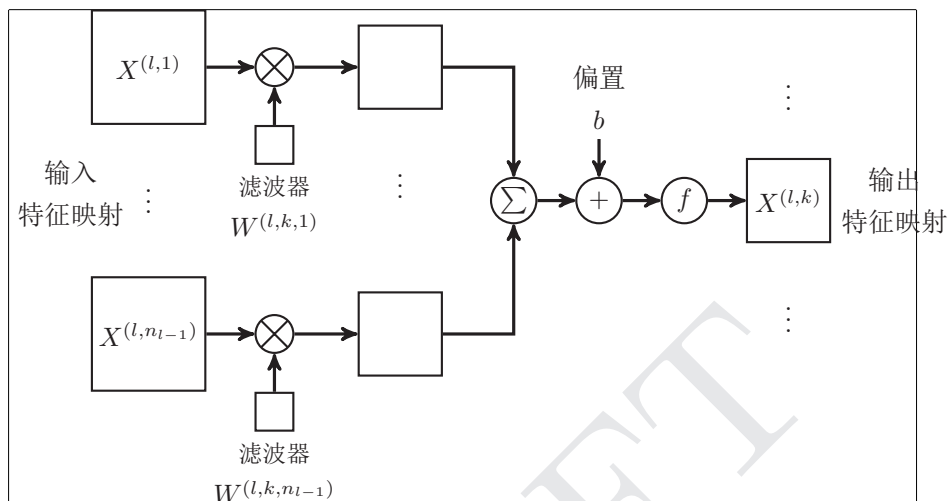 X^{(l,1)}
偏置
b
⋮
输入
特征映射
⋮
滤波器
W^{(l,k,1)}
⋮
∑
+
f
X^{(l,k)}
输出
特征映射
X^{(l,n_{l-1})}
⋮
滤波器
W^{(l,k,n_{l-1})}
FT